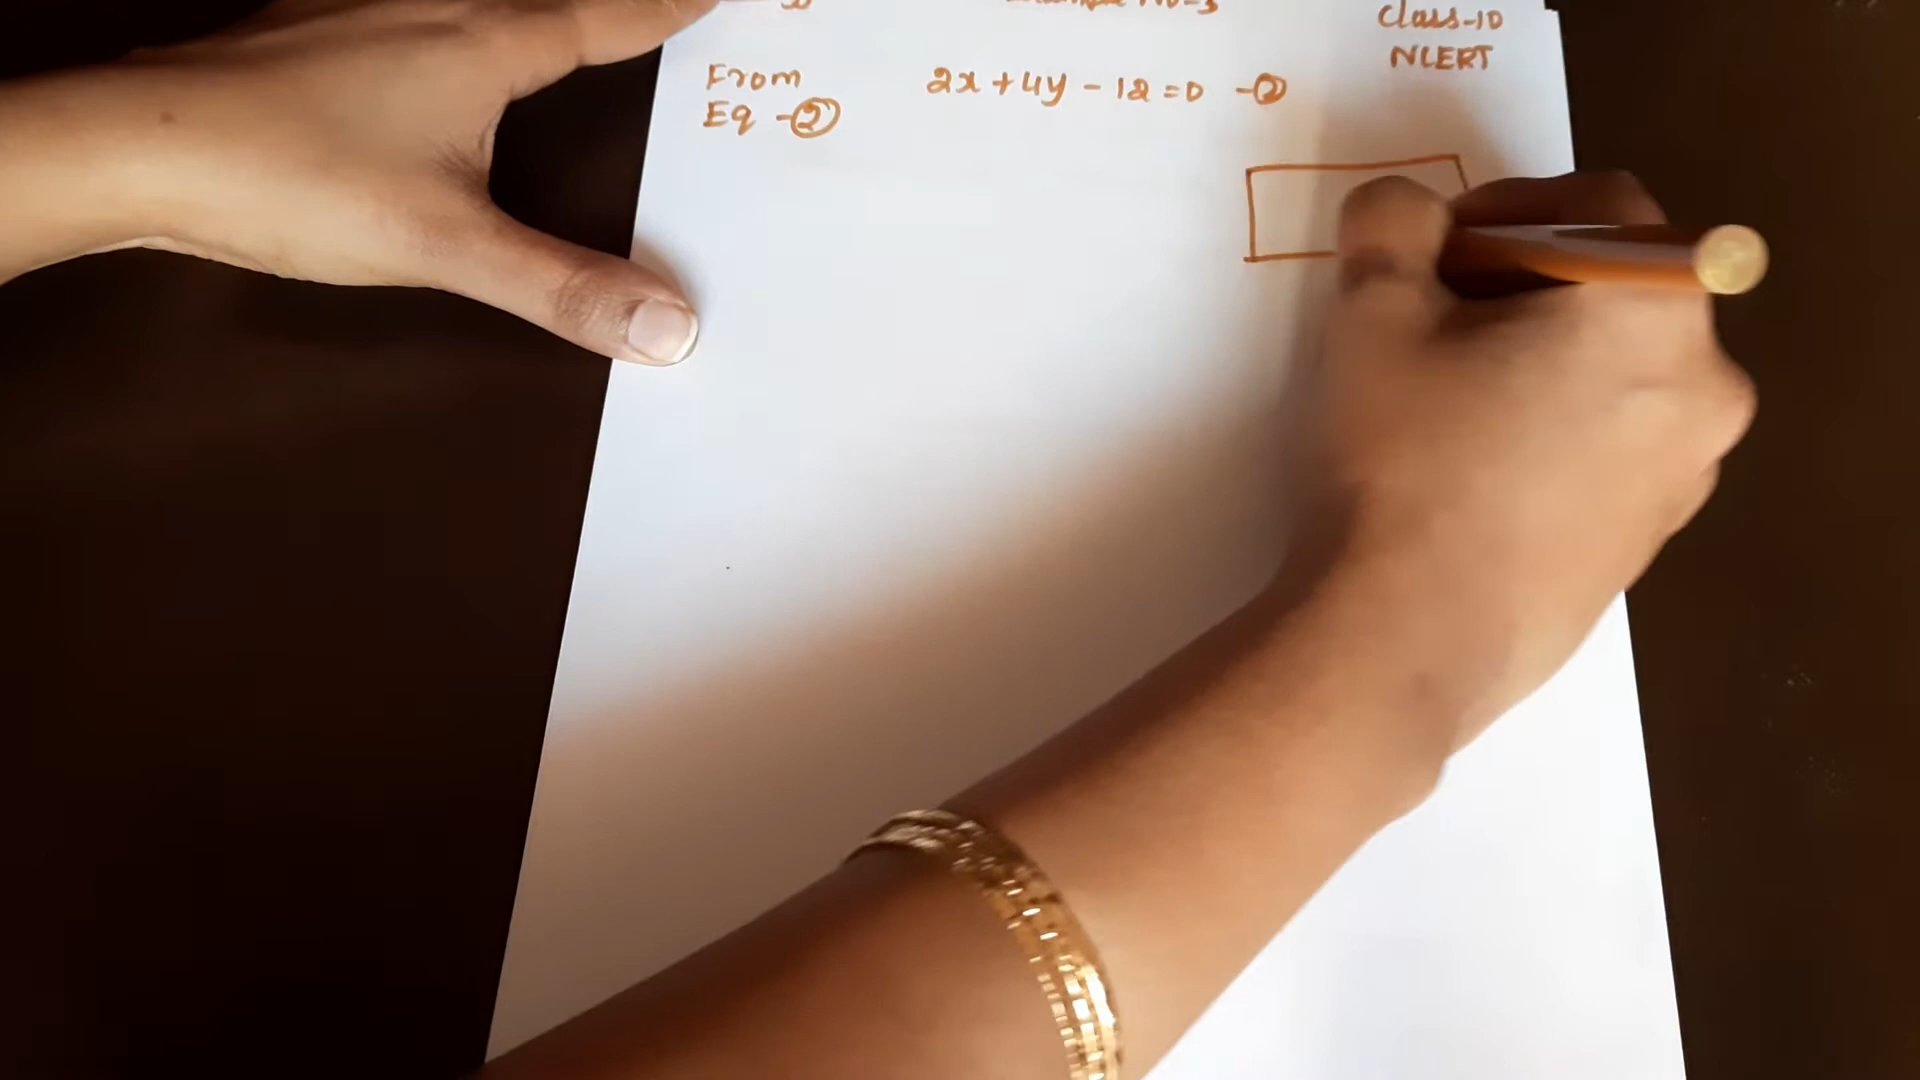 Class-10
NCERT
From
Eq -②
2x + 4y - 12 = 0 -②